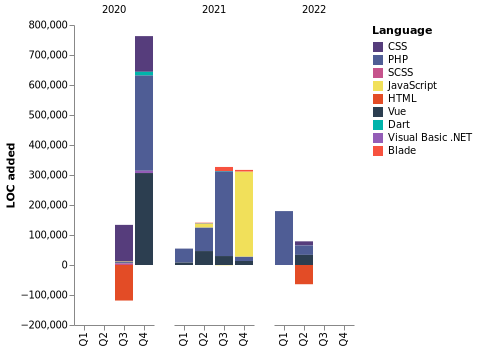 2020 2021 2022
LOC added
800,000
700,000
600,000
500,000
400,000
300,000
200,000
100,000
0
−100,000
−200,000
Q1 Q2 Q3 Q4 Q1 Q2 Q3 Q4 Q1 Q2 Q3 Q4
Language
CSS
PHP
SCSS
JavaScript
HTML
Vue
Dart
Visual Basic .NET
Blade